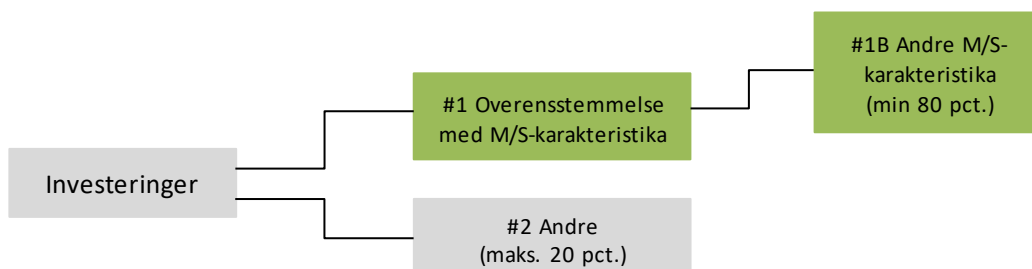 #1B Andre M/S-
karakteristika
(min 80 pct.)
#1 Overensstemmelse
med M/S-karakteristika
Investeringer
#2 Andre
(maks. 20 pct.)